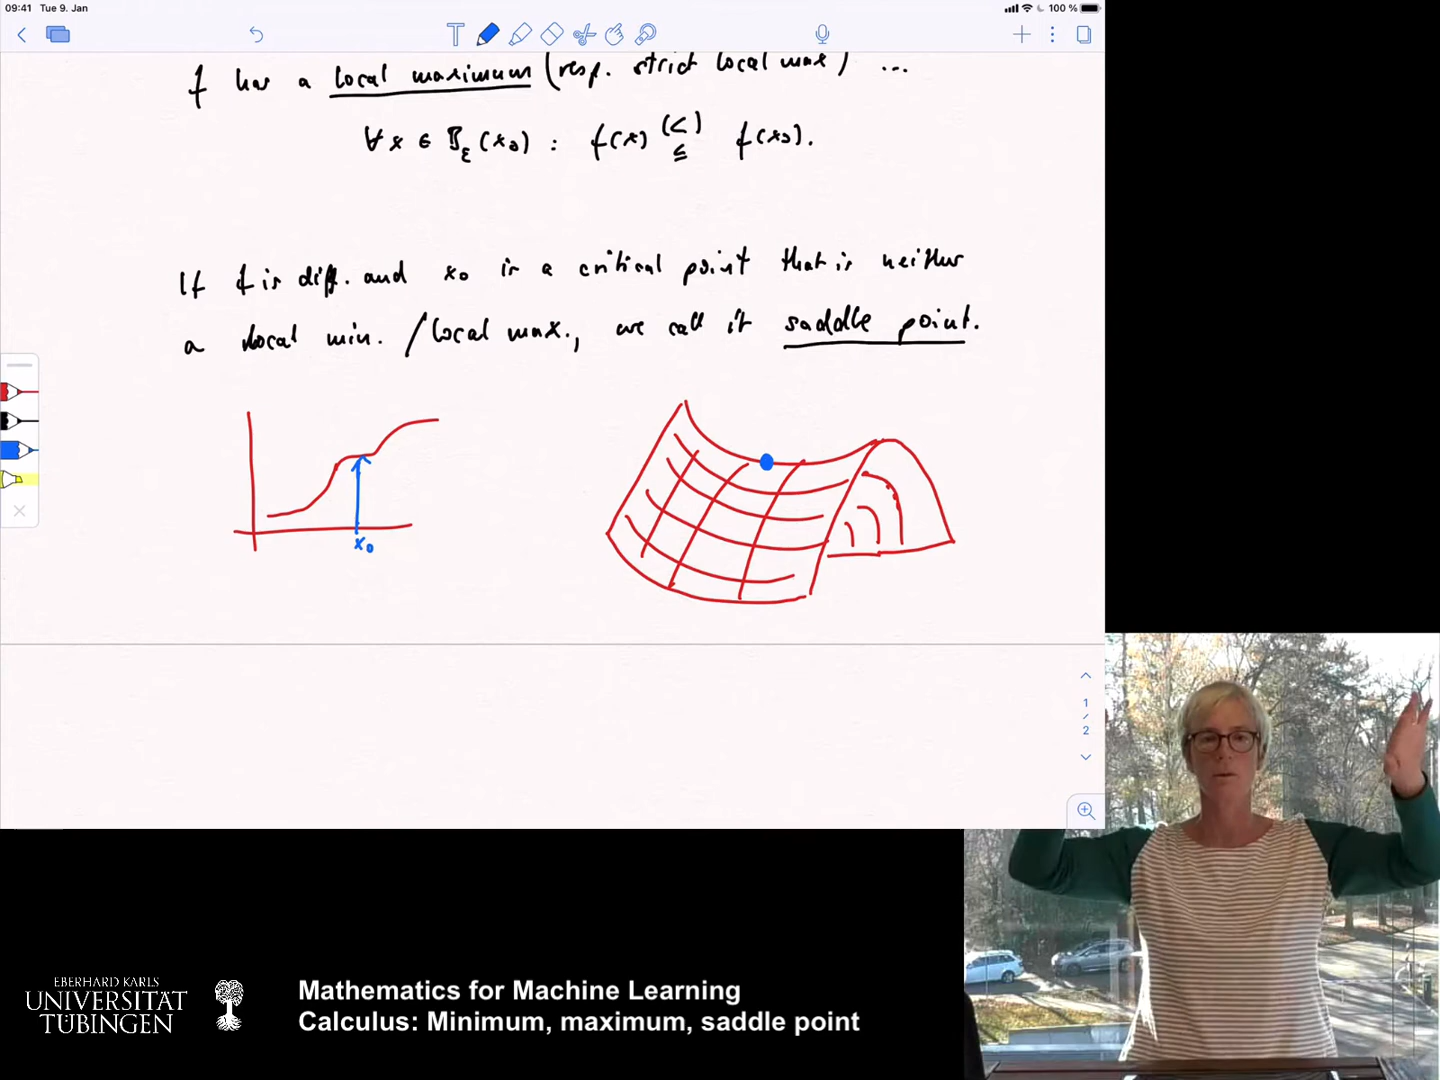 09:41 Tue 9. Jan
100 %
f has a local maximum (resp. strict local max) ...
∀ x ∈ B_ε(x₀) : f(x) (<) ≤ f(x₀).
If f is diff. and x₀ is a critical point that is neither
a local min. / local max., we call it saddle point.
x₀
1
/
2
EBERHARD KARLS
UNIVERSITÄT
TÜBINGEN
Mathematics for Machine Learning
Calculus: Minimum, maximum, saddle point